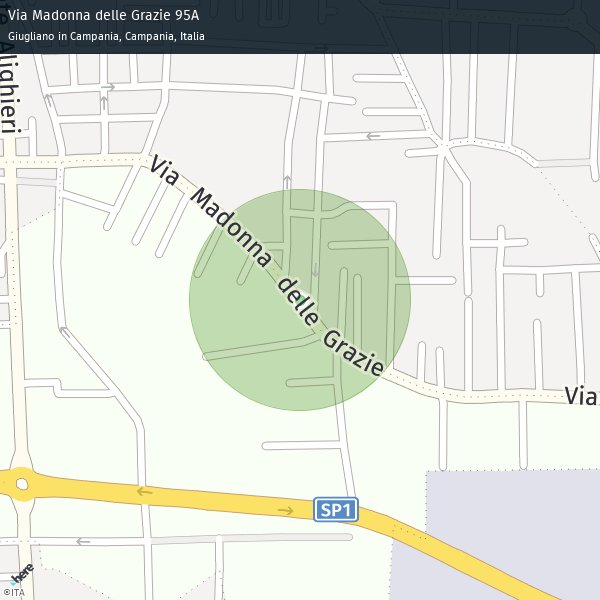 Via Madonna delle Grazie 95A
Giugliano in Campania, Campania, Italia
Alighieri
Via Madonna delle Grazie
Via
SP1
here
©ITA